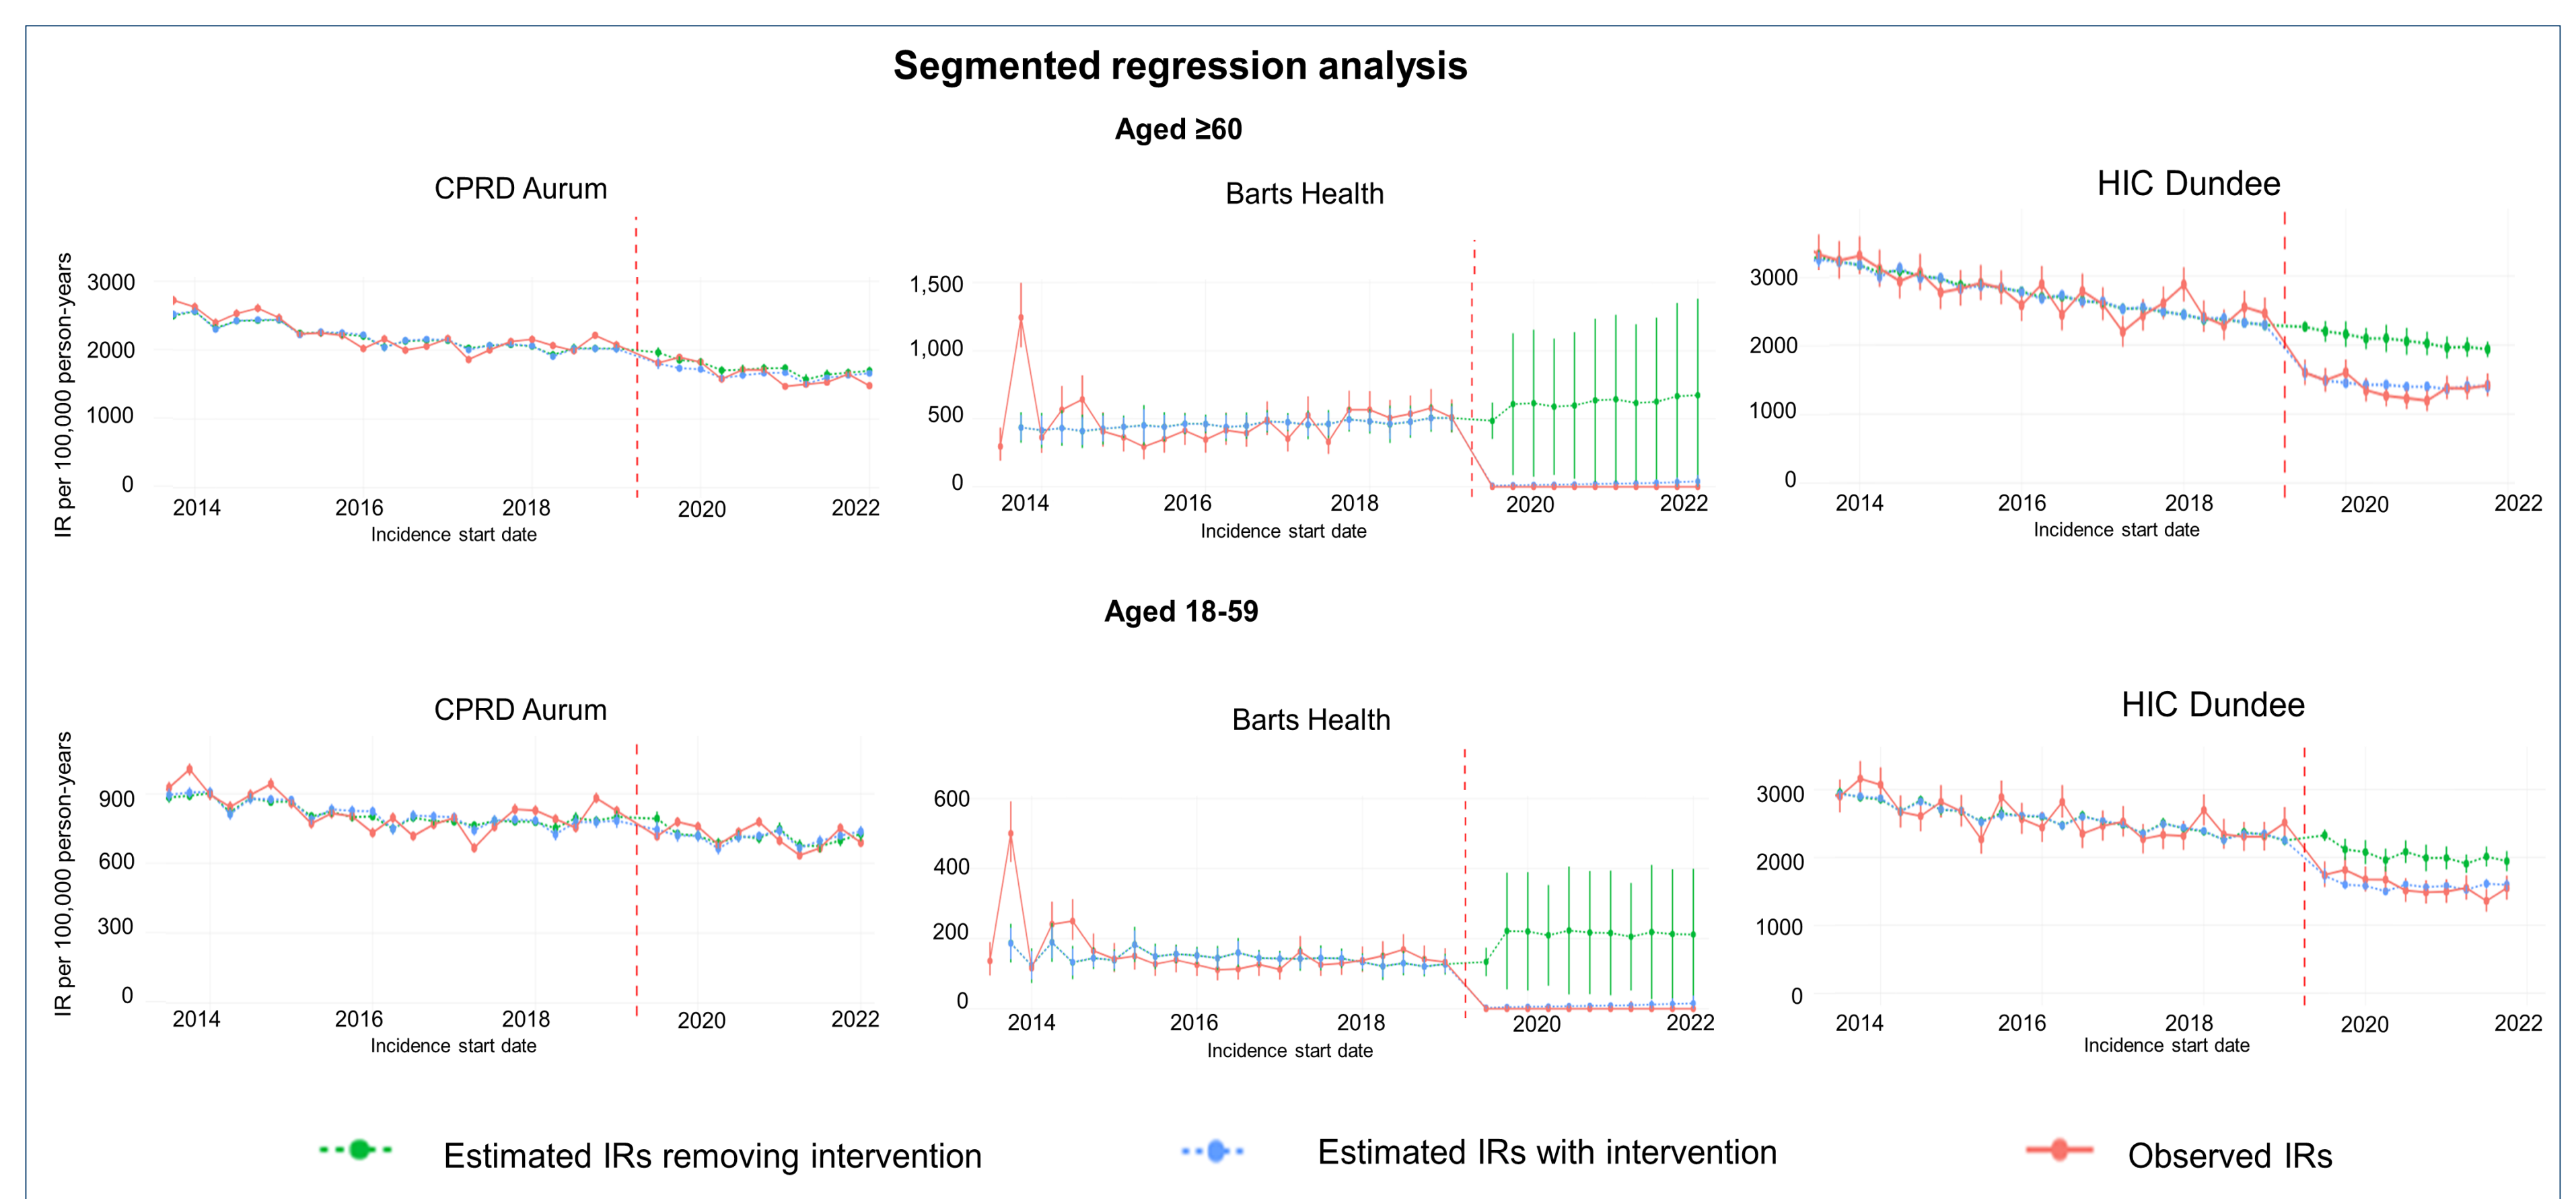 Segmented regression analysis
Aged ≥60
CPRD Aurum
Barts Health
HIC Dundee
IR per 100,000 person-years
3000
2000
1000
0
2014 2016 2018 2020 2022
Incidence start date
1,500
1,000
500
0
2014 2016 2018 2020 2022
Incidence start date
3000
2000
1000
0
2014 2016 2018 2020 2022
Incidence start date
Aged 18-59
CPRD Aurum
Barts Health
HIC Dundee
IR per 100,000 person-years
900
600
300
0
2014 2016 2018 2020 2022
Incidence start date
600
400
200
0
2014 2016 2018 2020 2022
Incidence start date
3000
2000
1000
0
2014 2016 2018 2020 2022
Incidence start date
Estimated IRs removing intervention
Estimated IRs with intervention
Observed IRs